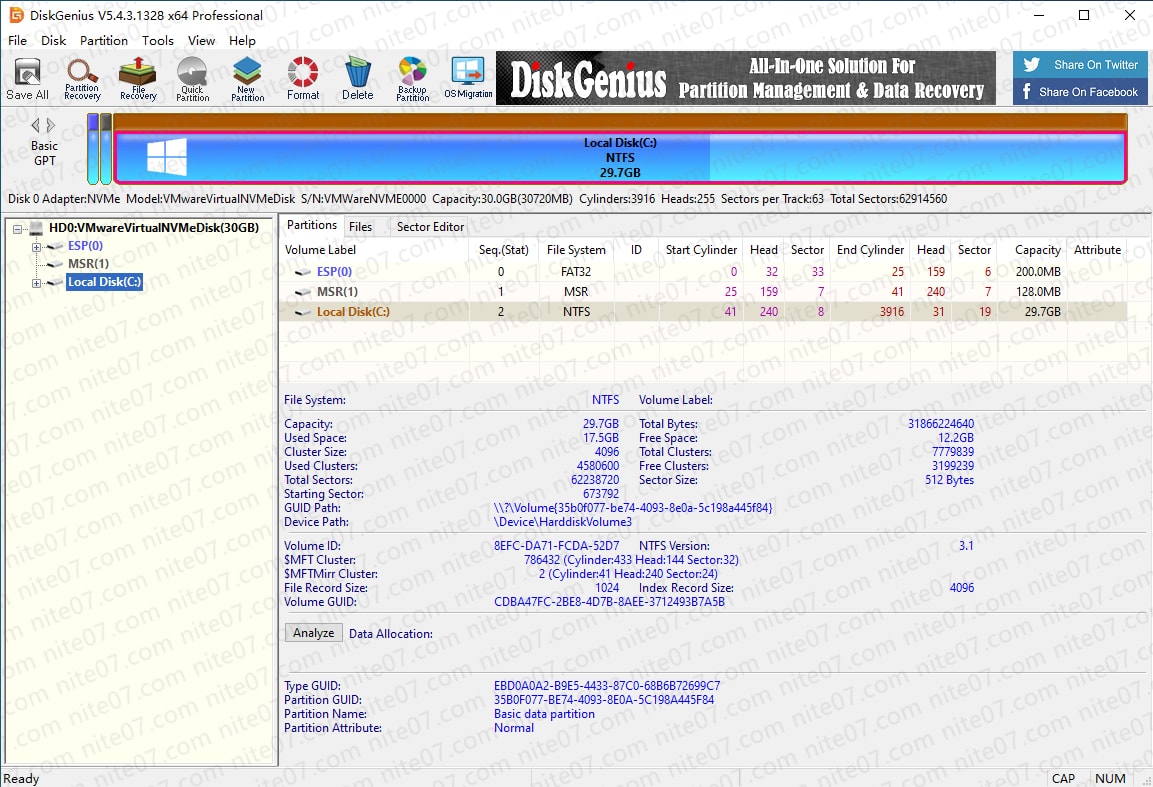 DiskGenius V5.4.3.1328 x64 Professional
File Disk Partition Tools View Help
Save All
Partition Recovery
File Recovery
Quick Partition
New Partition
Format
Delete
Backup Partition
OS Migration
DiskGenius
All-In-One Solution For
Partition Management & Data Recovery
Share On Twitter
Share On Facebook
Basic
GPT
Local Disk(C:)
NTFS
29.7GB
Disk 0 Adapter:NVMe Model:VMwareVirtualNVMeDisk S/N:VMWareNVME0000 Capacity:30.0GB(30720MB) Cylinders:3916 Heads:255 Sectors per Track:63 Total Sectors:62914560
HD0:VMwareVirtualNVMeDisk(30GB)
ESP(0)
MSR(1)
Local Disk(C:)
Partitions Files Sector Editor
Volume Label Seq.(Stat) File System ID Start Cylinder Head Sector End Cylinder Head Sector Capacity Attribute
ESP(0) 0 FAT32 0 32 33 25 159 6 200.0MB
MSR(1) 1 MSR 25 159 7 41 240 7 128.0MB
Local Disk(C:) 2 NTFS 41 240 8 3916 31 19 29.7GB
File System: NTFS Volume Label:
Capacity: 29.7GB Total Bytes: 31866224640
Used Space: 17.5GB Free Space: 12.2GB
Cluster Size: 4096 Total Clusters: 7779839
Used Clusters: 4580600 Free Clusters: 3199239
Total Sectors: 62238720 Sector Size: 512 Bytes
Starting Sector: 673792
GUID Path: \\?\Volume{35b0f077-be74-4093-8e0a-5c198a445f84}
Device Path: \Device\HarddiskVolume3
Volume ID: 8EFC-DA71-FCDA-52D7 NTFS Version: 3.1
$MFT Cluster: 786432 (Cylinder:433 Head:144 Sector:32)
$MFTMirr Cluster: 2 (Cylinder:41 Head:240 Sector:24)
File Record Size: 1024 Index Record Size: 4096
Volume GUID: CDBA47FC-2BE8-4D7B-8AEE-3712493B7A5B
Analyze Data Allocation:
Type GUID: EBD0A0A2-B9E5-4433-87C0-68B6B72699C7
Partition GUID: 35B0F077-BE74-4093-8E0A-5C198A445F84
Partition Name: Basic data partition
Partition Attribute: Normal
Ready CAP NUM
nite07.com